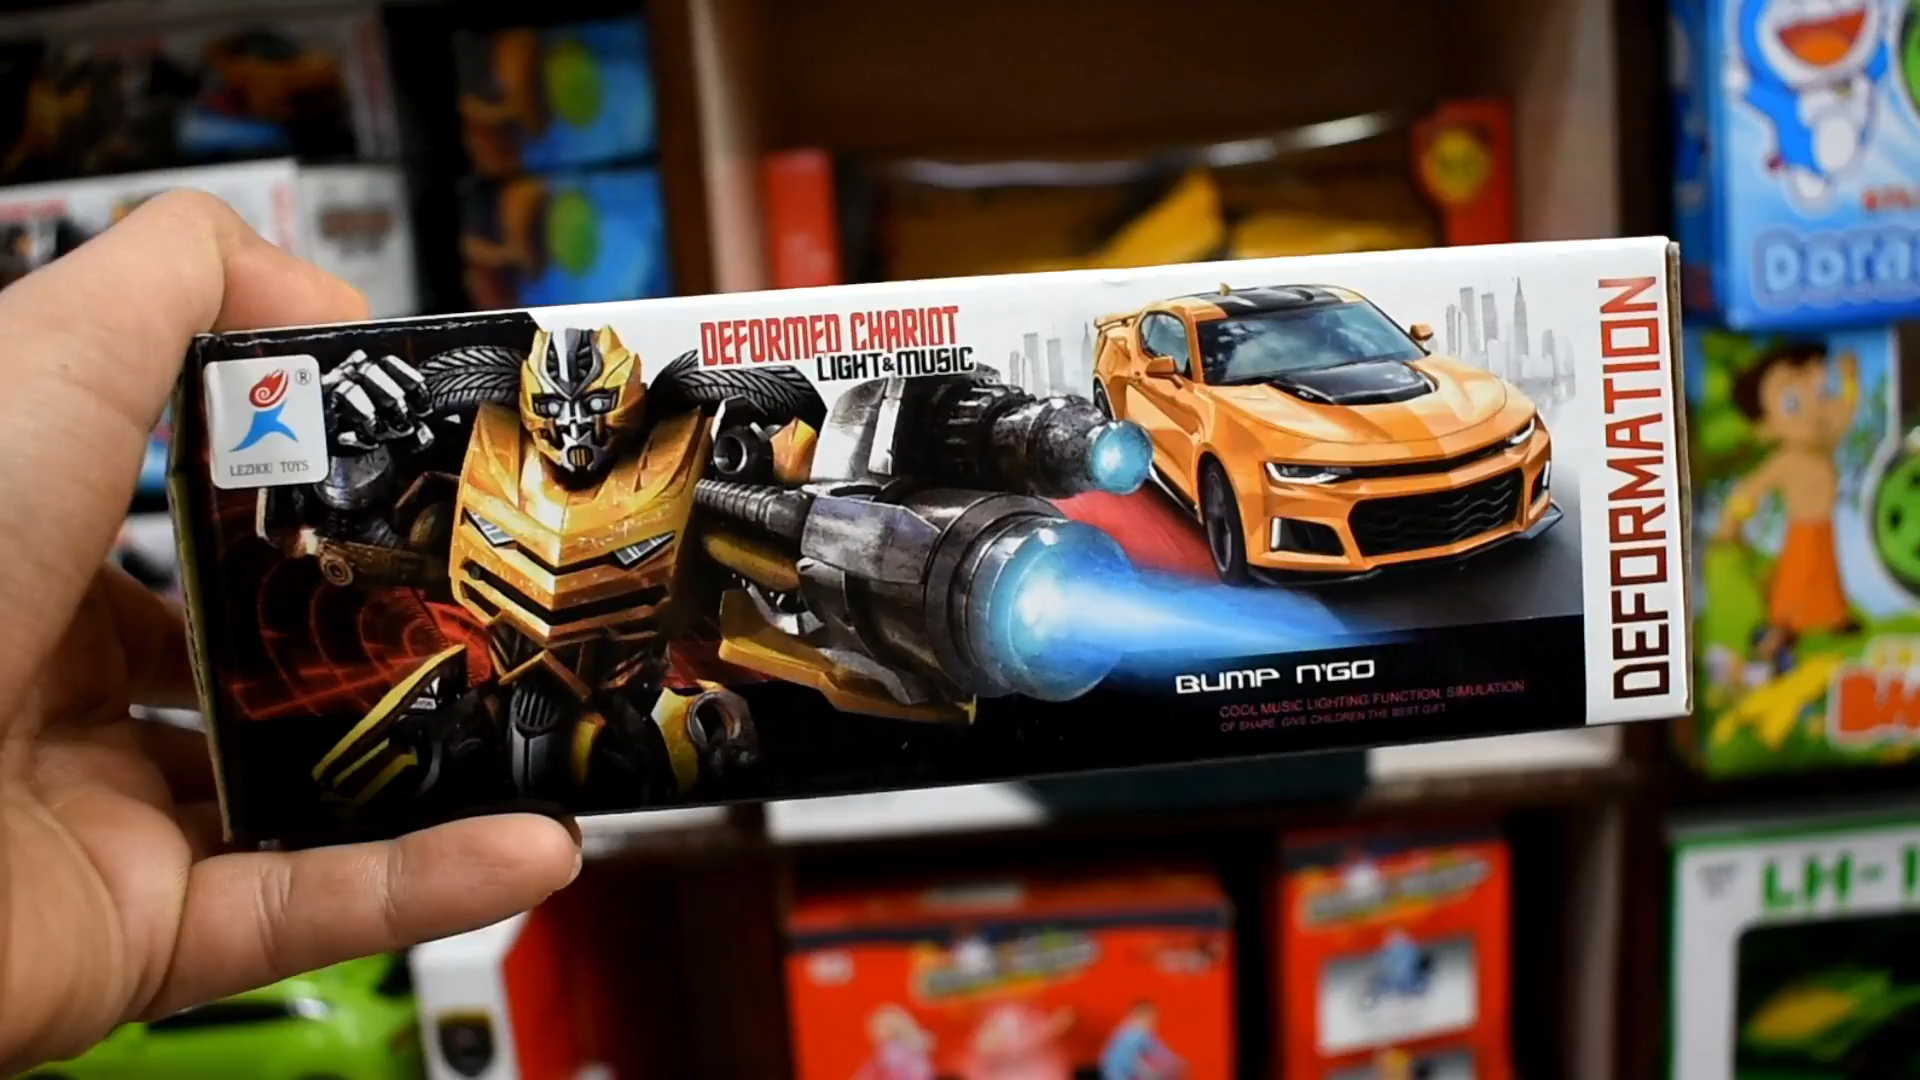 DEFORMED CHARIOT
LIGHT&MUSIC
®
LEZHOU TOYS
DEFORMATION
BUMP N'GO
COOL MUSIC LIGHTING FUNCTION. SIMULATION
OF SHAPE, GIVE CHILDREN THE BEST GIFT
DORA
LH-1